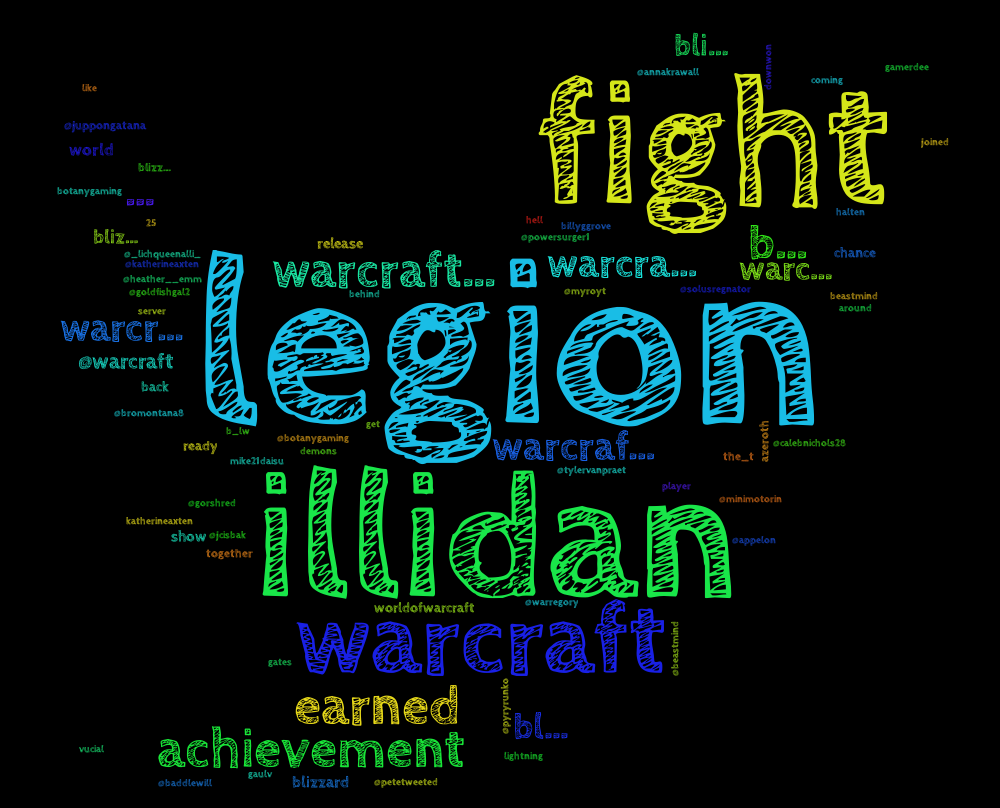 bli...
downwon
@annakrawall
gamerdee
coming
like
fight
@juppongatana
joined
world
blizz...
botanygaming
...
halten
25
hell
billyggrove
bliz...
@powersurger1
release
b...
@_lichqueenalli_
chance
@katherineaxten
warcraft...
warcra...
warc...
@heather__emm
@goldfishgal2
behind
@myroyt
@solusregnator
beastmind
server
around
warcr...
legion
@warcraft
back
@bromontana8
get
b_lw
@botanygaming
azeroth
@calebnichols28
ready
demons
warcraf...
the_t
mike21daisu
@tylervanpraet
player
@gorshred
illidan
@minimotorin
katherineaxten
show
@jcisbak
@appelon
together
worldofwarcraft
@warregory
warcraft
@beastmind
gates
earned
@pyryrunko
bl...
achievement
vucial
lightning
gaulv
@baddlewill
blizzard
@petetweeted